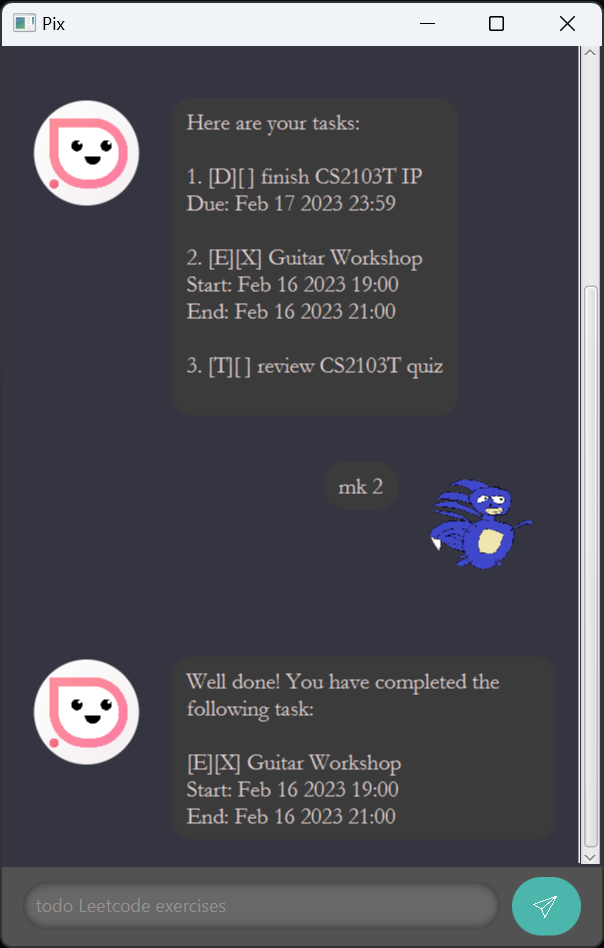 Pix
Here are your tasks:
1. [D][ ] finish CS2103T IP
Due: Feb 17 2023 23:59
2. [E][X] Guitar Workshop
Start: Feb 16 2023 19:00
End: Feb 16 2023 21:00
3. [T][ ] review CS2103T quiz
mk 2
Well done! You have completed the
following task:
[E][X] Guitar Workshop
Start: Feb 16 2023 19:00
End: Feb 16 2023 21:00
todo Leetcode exercises